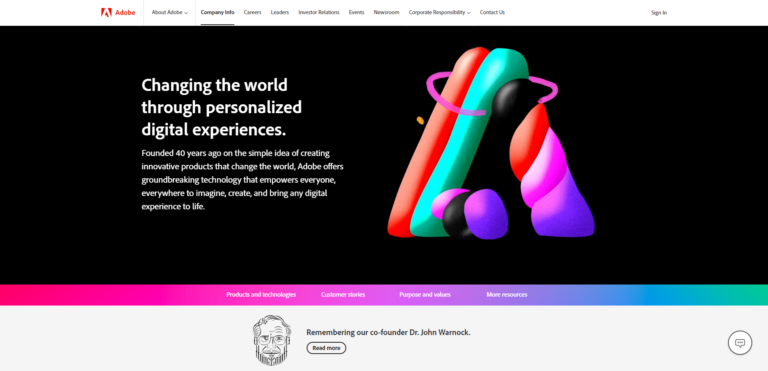 Adobe
About Adobe
Company Info
Careers
Leaders
Investor Relations
Events
Newsroom
Corporate Responsibility
Contact Us
Sign In
Changing the world
through personalized
digital experiences.
Founded 40 years ago on the simple idea of creating
innovative products that change the world, Adobe offers
groundbreaking technology that empowers everyone,
everywhere to imagine, create, and bring any digital
experience to life.
Products and technologies
Customer stories
Purpose and values
More resources
Remembering our co-founder Dr. John Warnock.
Read more